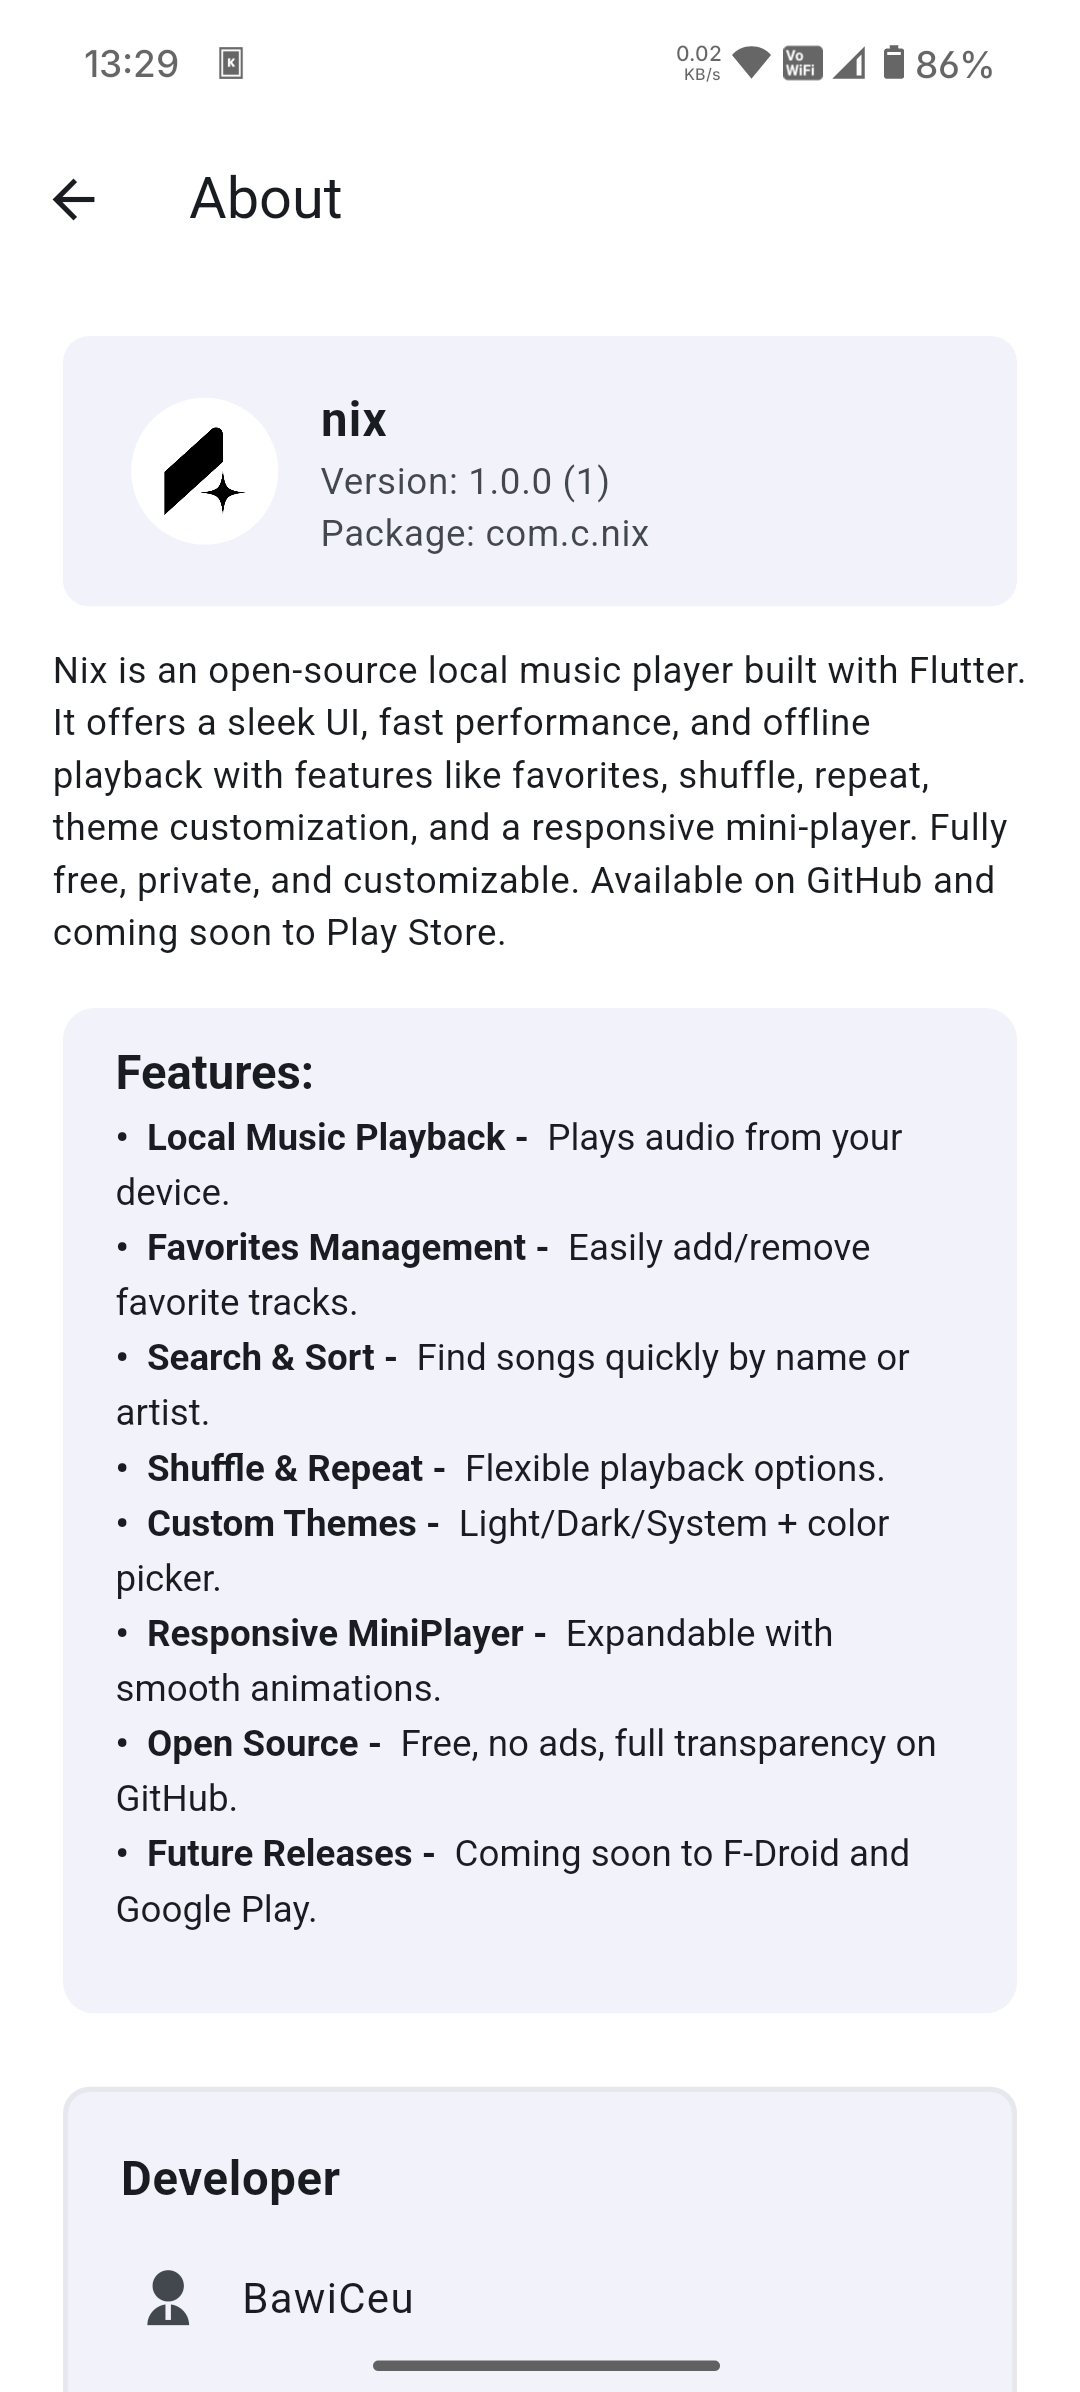 13:29
K
0.02
KB/s
Vo
WiFi
86%
About
nix
Version: 1.0.0 (1)
Package: com.c.nix
Nix is an open-source local music player built with Flutter.
It offers a sleek UI, fast performance, and offline
playback with features like favorites, shuffle, repeat,
theme customization, and a responsive mini-player. Fully
free, private, and customizable. Available on GitHub and
coming soon to Play Store.
Features:
• Local Music Playback - Plays audio from your
device.
• Favorites Management - Easily add/remove
favorite tracks.
• Search & Sort - Find songs quickly by name or
artist.
• Shuffle & Repeat - Flexible playback options.
• Custom Themes - Light/Dark/System + color
picker.
• Responsive MiniPlayer - Expandable with
smooth animations.
• Open Source - Free, no ads, full transparency on
GitHub.
• Future Releases - Coming soon to F-Droid and
Google Play.
Developer
BawiCeu